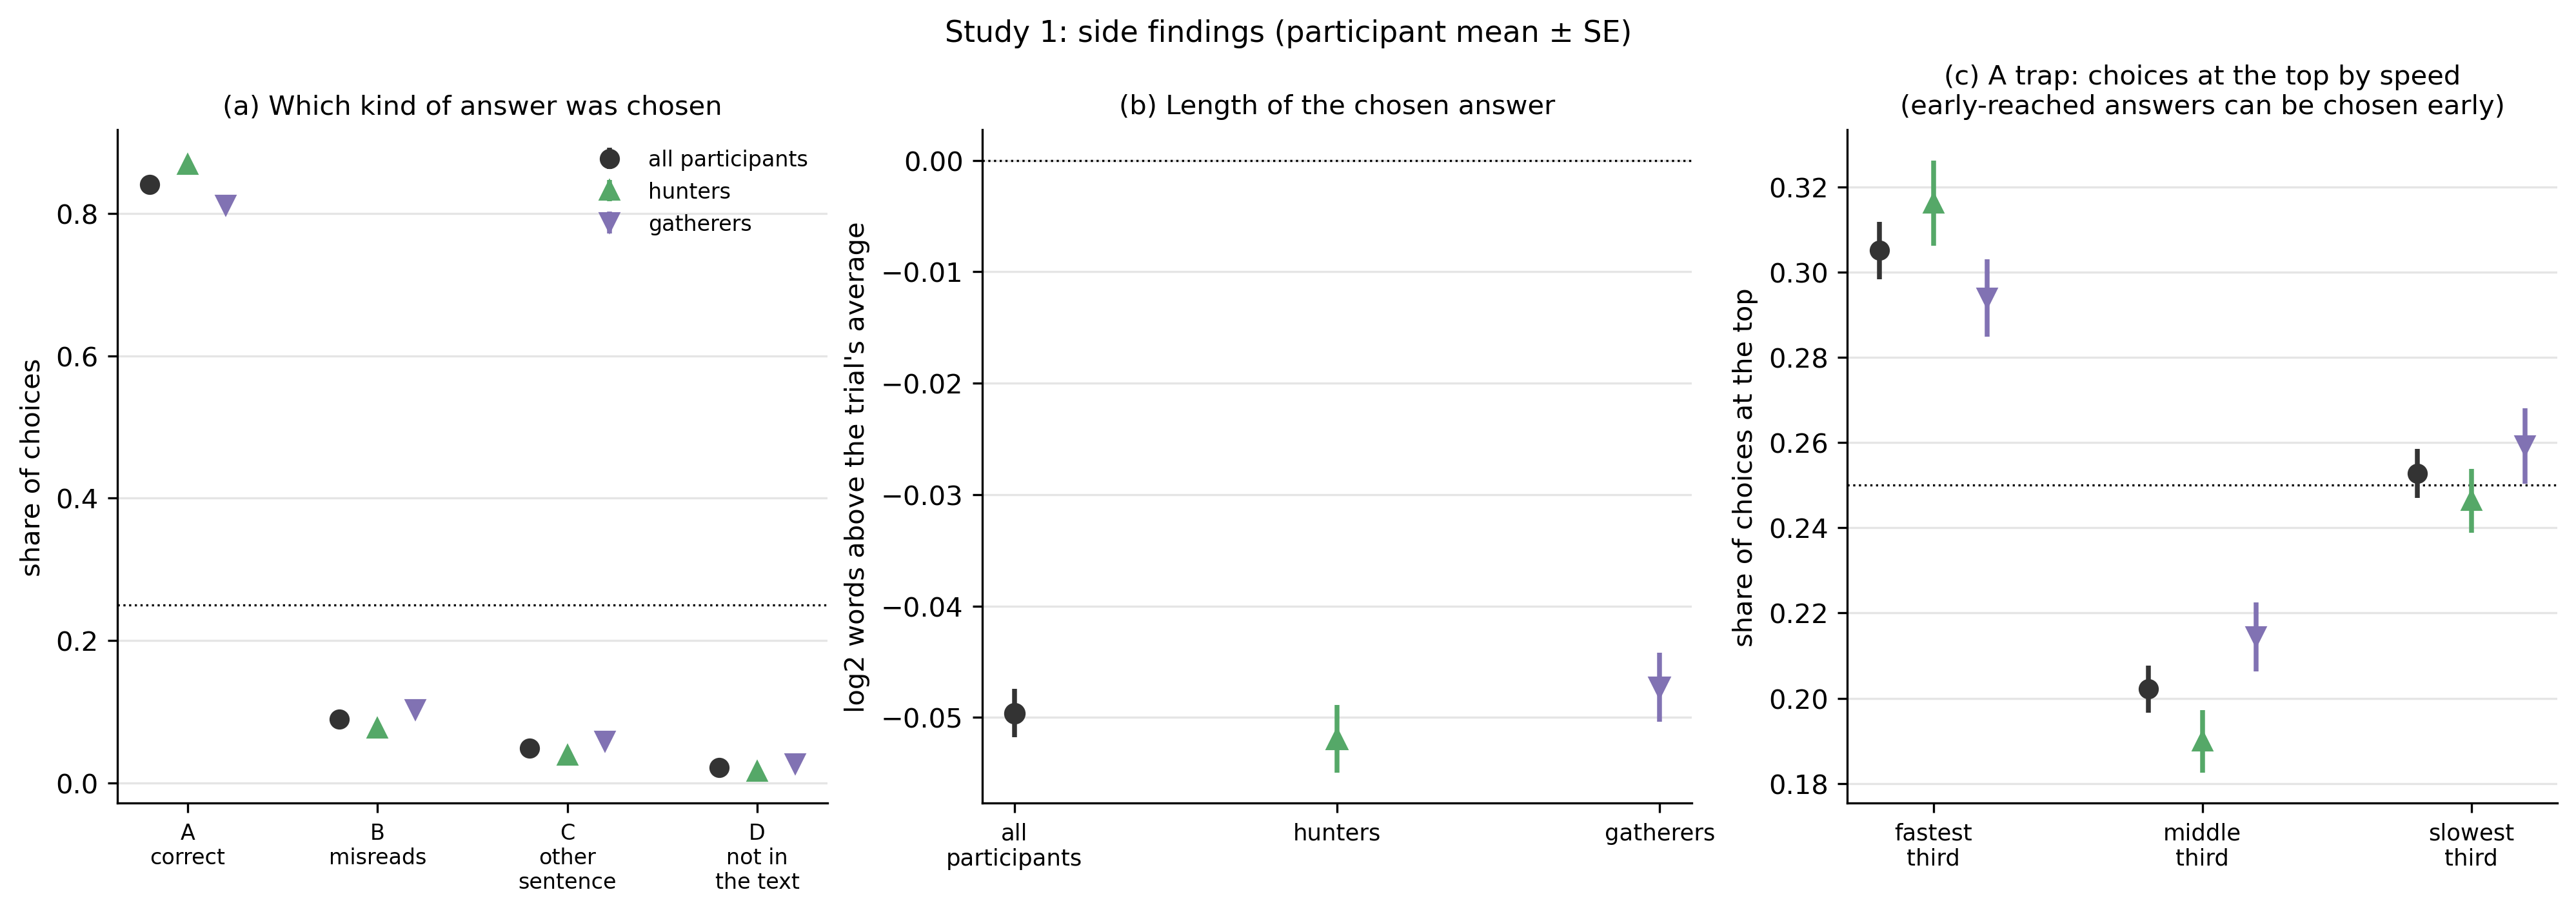 Study 1: side findings (participant mean ± SE)
(a) Which kind of answer was chosen
share of choices
0.8
0.6
0.4
0.2
0.0
all participants
hunters
gatherers
A
correct
B
misreads
C
other
sentence
D
not in
the text
(b) Length of the chosen answer
log2 words above the trial's average
0.00
−0.01
−0.02
−0.03
−0.04
−0.05
all
participants
hunters
gatherers
(c) A trap: choices at the top by speed
(early-reached answers can be chosen early)
share of choices at the top
0.32
0.30
0.28
0.26
0.24
0.22
0.20
0.18
fastest
third
middle
third
slowest
third